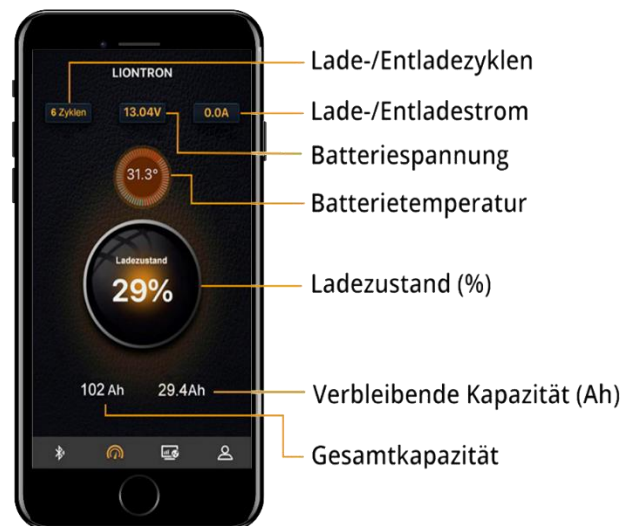 LIONTRON
6 Zyklen
13.04V
0.0A
31.3°
Ladezustand
29%
102 Ah
29.4Ah
Lade-/Entladezyklen
Lade-/Entladestrom
Batteriespannung
Batterietemperatur
Ladezustand (%)
Verbleibende Kapazität (Ah)
Gesamtkapazität